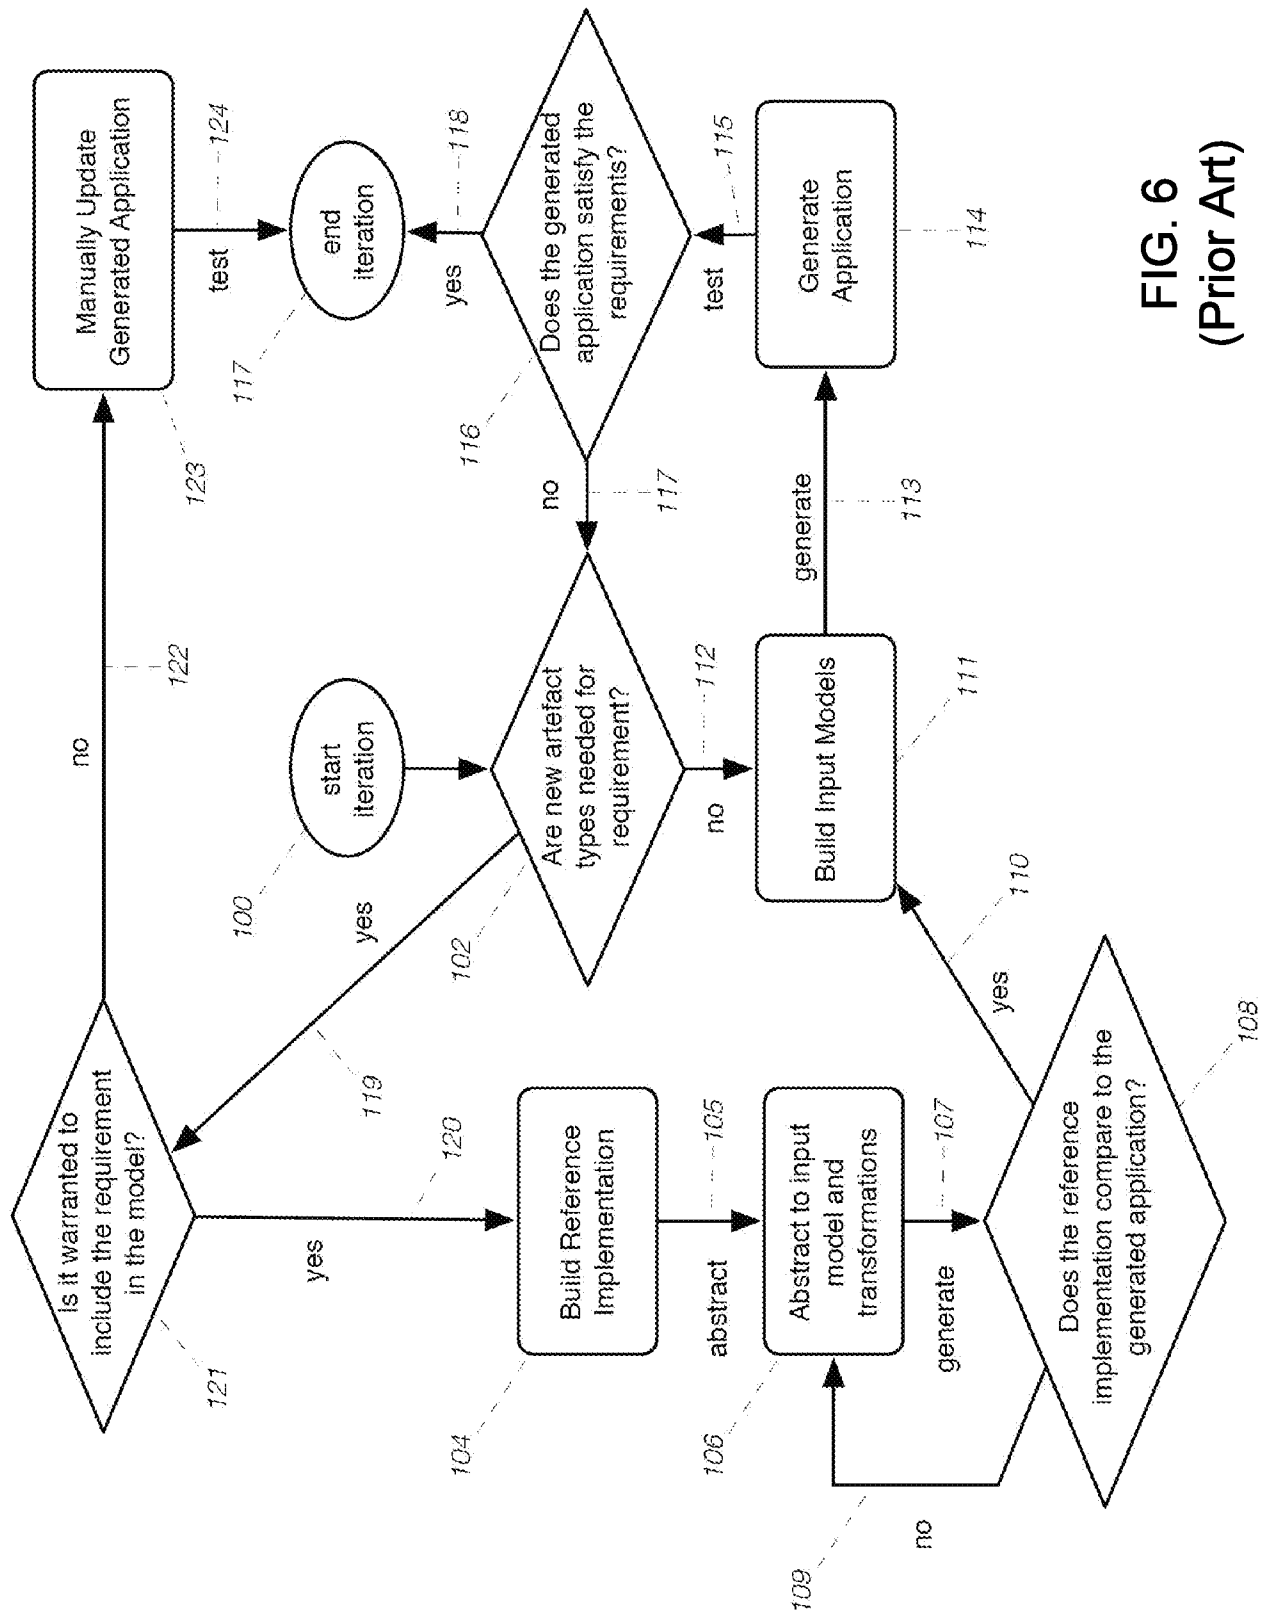 Is it warranted to
include the requirement
in the model?
121
no
122
Manually Update
Generated Application
123
test
124
yes
119
120
yes
start
iteration
100
end
iteration
117
yes
118
Build Reference
Implementation
104
Are new artefact
types needed for
requirement?
102
no
117
Does the generated
application satisfy the
requirements?
116
abstract
105
no
112
test
115
Abstract to input
model and
transformations
106
Build Input Models
111
generate
113
Generate
Application
114
no
109
generate
107
yes
110
Does the reference
implementation compare to the
generated application?
108
FIG. 6
(Prior Art)